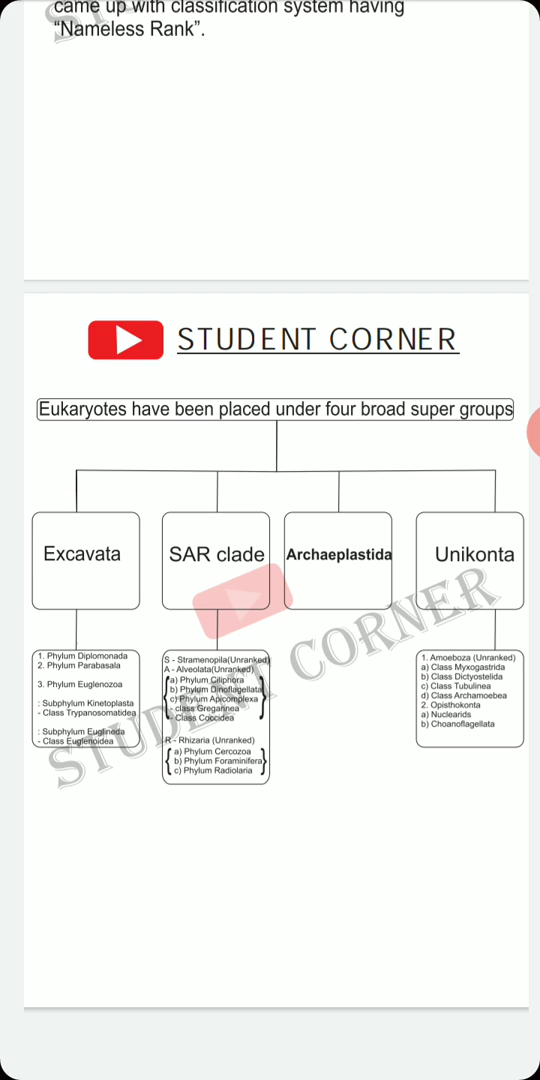 came up with classification system having
“Nameless Rank”.
STUDENT CORNER
Eukaryotes have been placed under four broad super groups
Excavata
SAR clade
Archaeplastida
Unikonta
1. Phylum Diplomonada
2. Phylum Parabasala
3. Phylum Euglenozoa
: Subphylum Kinetoplasta
- Class Trypanosomatidea
: Subphylum Euglineda
- Class Euglenoidea
S - Stramenopila(Unranked)
A - Alveolata(Unranked)
a) Phylum Ciliphora
b) Phylum Dinoflagellata
c) Phylum Apicomplexa
- class Gregarinea
- Class Coccidea
R - Rhizaria (Unranked)
a) Phylum Cercozoa
b) Phylum Foraminifera
c) Phylum Radiolaria
1. Amoeboza (Unranked)
a) Class Myxogastrida
b) Class Dictyostelida
c) Class Tubulinea
d) Class Archamoebea
2. Opisthokonta
a) Nuclearids
b) Choanoflagellata
STUDENT CORNER